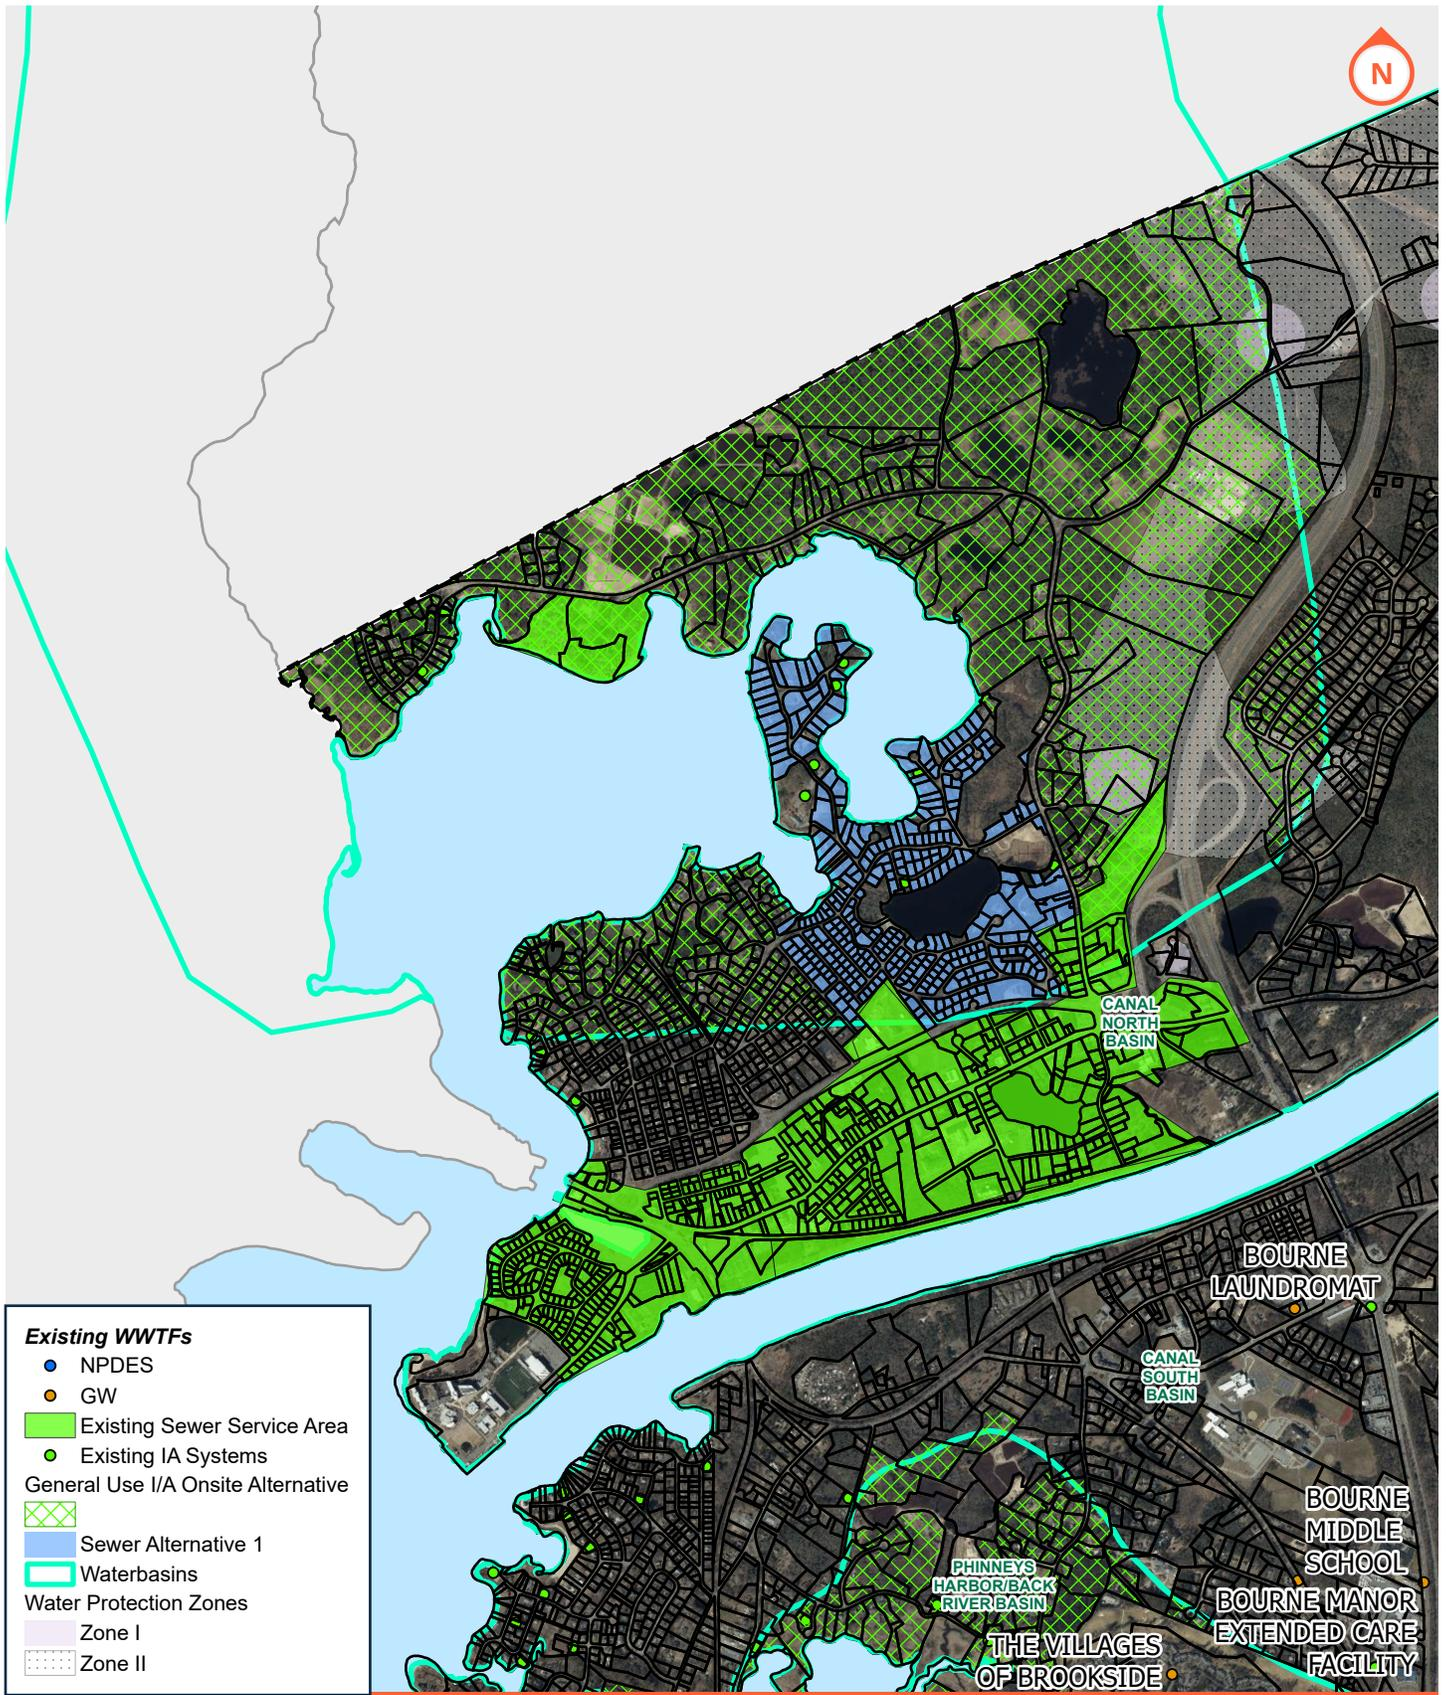 N
CANAL
NORTH
BASIN
BOURNE
LAUNDROMAT
CANAL
SOUTH
BASIN
Existing WWTFs
NPDES
GW
Existing Sewer Service Area
Existing IA Systems
General Use I/A Onsite Alternative
Sewer Alternative 1
Waterbasins
Water Protection Zones
Zone I
Zone II
BOURNE
MIDDLE
SCHOOL
PHINNEYS
HARBOR/BACK
RIVER BASIN
BOURNE MANOR
EXTENDED CARE
FACILITY
THE VILLAGES
OF BROOKSIDE